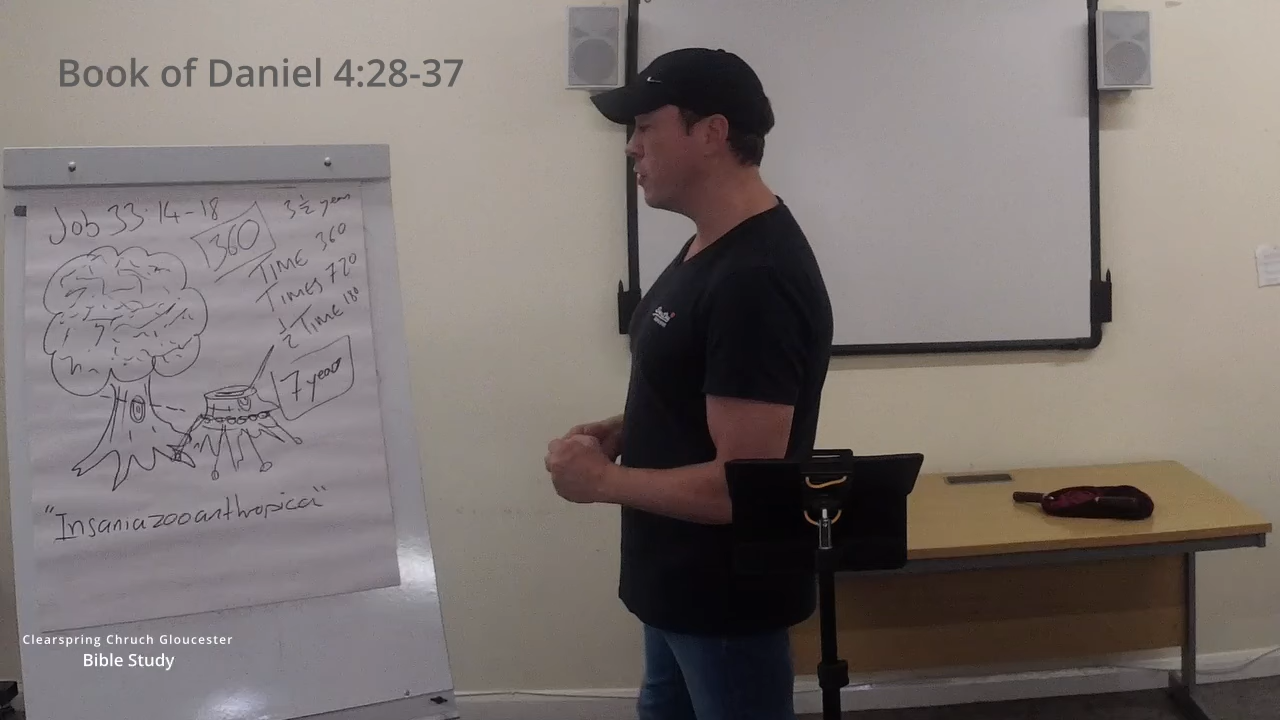 Book of Daniel 4:28-37
Job 33:14-18
360
3½ years
TIME 360
TIMES 720
½ TIME 180
7 years
"Insaniazooanthropica"
Clearspring Chruch Gloucester
Bible Study